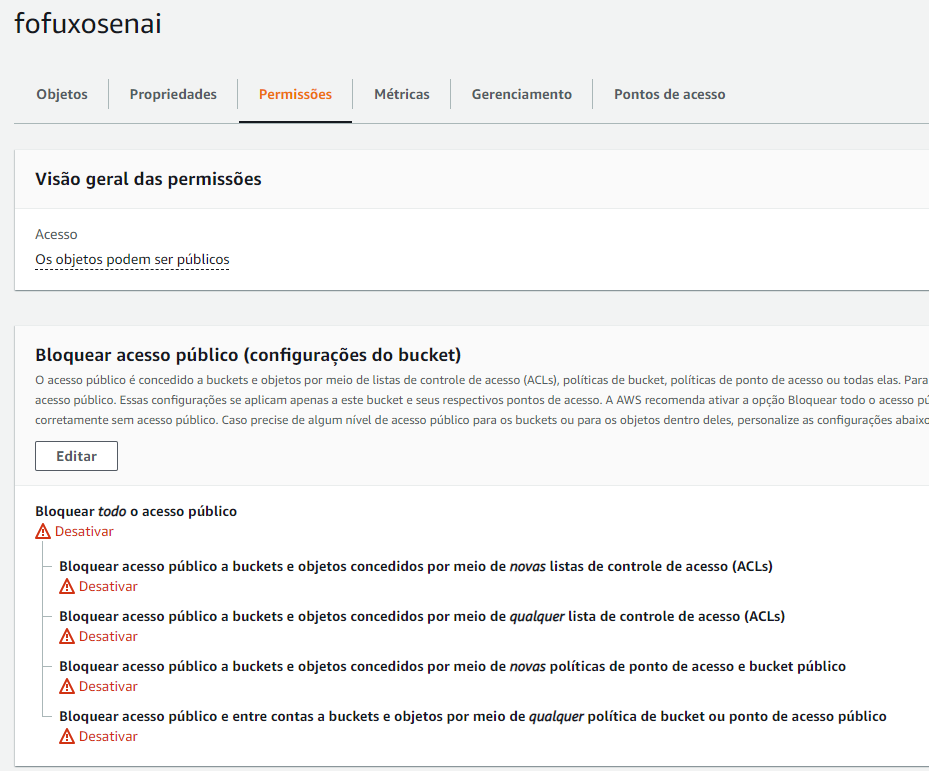 fofuxosenai
Objetos
Propriedades
Permissões
Métricas
Gerenciamento
Pontos de acesso
Visão geral das permissões
Acesso
Os objetos podem ser públicos
Bloquear acesso público (configurações do bucket)
O acesso público é concedido a buckets e objetos por meio de listas de controle de acesso (ACLs), políticas de bucket, políticas de ponto de acesso ou todas elas. Para
acesso público. Essas configurações se aplicam apenas a este bucket e seus respectivos pontos de acesso. A AWS recomenda ativar a opção Bloquear todo o acesso pú
corretamente sem acesso público. Caso precise de algum nível de acesso público para os buckets ou para os objetos dentro deles, personalize as configurações abaixo
Editar
Bloquear todo o acesso público
Desativar
Bloquear acesso público a buckets e objetos concedidos por meio de novas listas de controle de acesso (ACLs)
Desativar
Bloquear acesso público a buckets e objetos concedidos por meio de qualquer lista de controle de acesso (ACLs)
Desativar
Bloquear acesso público a buckets e objetos concedidos por meio de novas políticas de ponto de acesso e bucket público
Desativar
Bloquear acesso público e entre contas a buckets e objetos por meio de qualquer política de bucket ou ponto de acesso público
Desativar